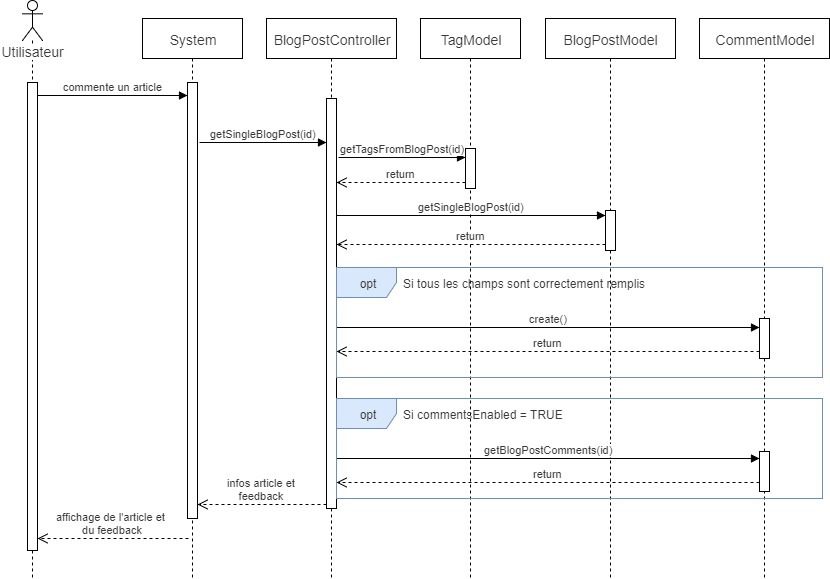 Utilisateur
System
BlogPostController
TagModel
BlogPostModel
CommentModel
commente un article
getSingleBlogPost(id)
getTagsFromBlogPost(id)
return
getSingleBlogPost(id)
return
opt
Si tous les champs sont correctement remplis
create()
return
opt
Si commentsEnabled = TRUE
getBlogPostComments(id)
return
infos article et
feedback
affichage de l'article et
du feedback